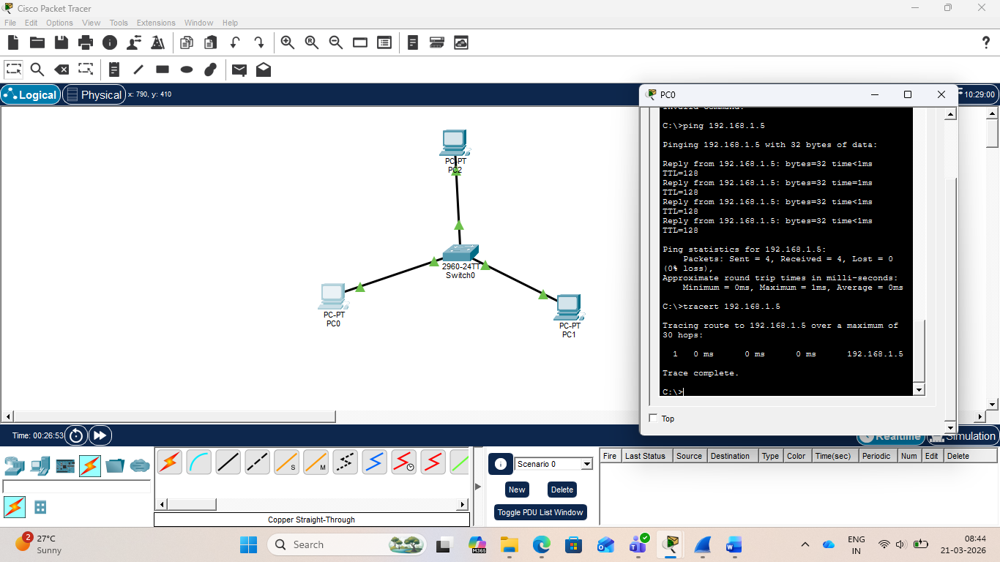 Cisco Packet Tracer
File Edit Options View Tools Extensions Window Help
Logical Physical x: 790, y: 410
10:29:00
PC-PT
PC2
2960-24TT
Switch0
PC-PT
PC0
PC-PT
PC1
PC0
Invalid Command.
C:\>ping 192.168.1.5
Pinging 192.168.1.5 with 32 bytes of data:
Reply from 192.168.1.5: bytes=32 time<1ms
TTL=128
Reply from 192.168.1.5: bytes=32 time=1ms
TTL=128
Reply from 192.168.1.5: bytes=32 time<1ms
TTL=128
Reply from 192.168.1.5: bytes=32 time<1ms
TTL=128
Ping statistics for 192.168.1.5:
Packets: Sent = 4, Received = 4, Lost = 0
(0% loss),
Approximate round trip times in milli-seconds:
Minimum = 0ms, Maximum = 1ms, Average = 0ms
C:\>tracert 192.168.1.5
Tracing route to 192.168.1.5 over a maximum of
30 hops:
1 0 ms 0 ms 0 ms 192.168.1.5
Trace complete.
C:\>
Top
Time: 00:26:53
Realtime Simulation
S
M
Copper Straight-Through
Scenario 0
New Delete
Toggle PDU List Window
Fire Last Status Source Destination Type Color Time(sec) Periodic Num Edit Delete
2
27°C
Sunny
Search
M365
ENG
IN
08:44
21-03-2026